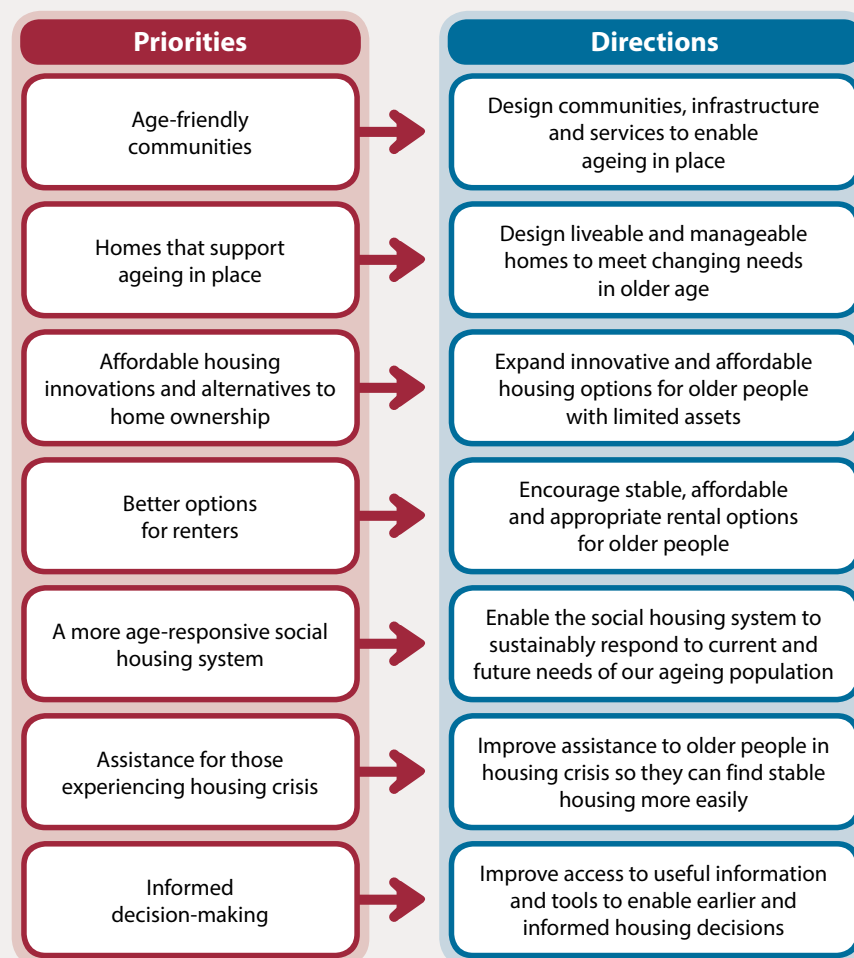 Priorities
Directions
Age-friendly
communities
Design communities, infrastructure
and services to enable
ageing in place
Homes that support
ageing in place
Design liveable and manageable
homes to meet changing needs
in older age
Affordable housing
innovations and alternatives to
home ownership
Expand innovative and affordable
housing options for older people
with limited assets
Better options
for renters
Encourage stable, affordable
and appropriate rental options
for older people
A more age-responsive social
housing system
Enable the social housing system to
sustainably respond to current and
future needs of our ageing population
Assistance for those
experiencing housing crisis
Improve assistance to older people in
housing crisis so they can find stable
housing more easily
Informed
decision-making
Improve access to useful information
and tools to enable earlier and
informed housing decisions